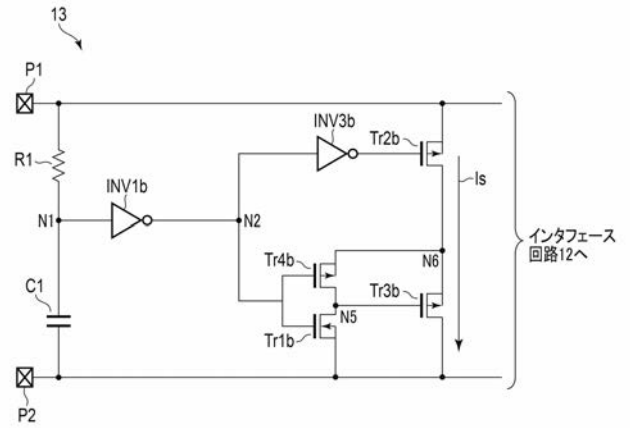 13
P1
INV3b
Tr2b
R1
INV1b
Is
N1
N2
インタフェース
回路12へ
Tr4b
N6
C1
Tr3b
N5
Tr1b
P2